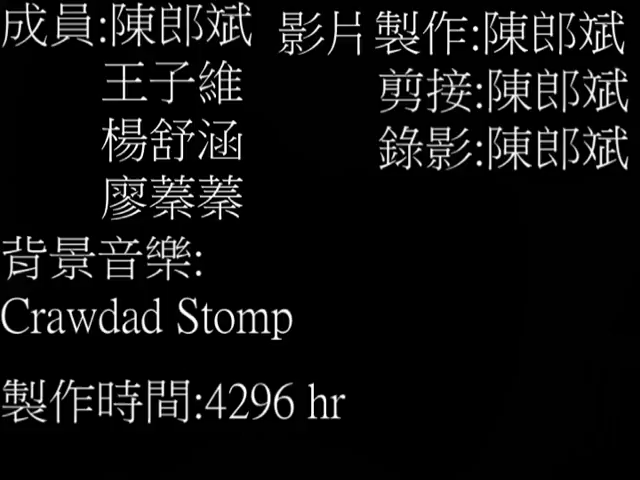 成員:陳郎斌
王子維
楊舒涵
廖蓁蓁
影片製作:陳郎斌
剪接:陳郎斌
錄影:陳郎斌
背景音樂:
Crawdad Stomp
製作時間:4296 hr